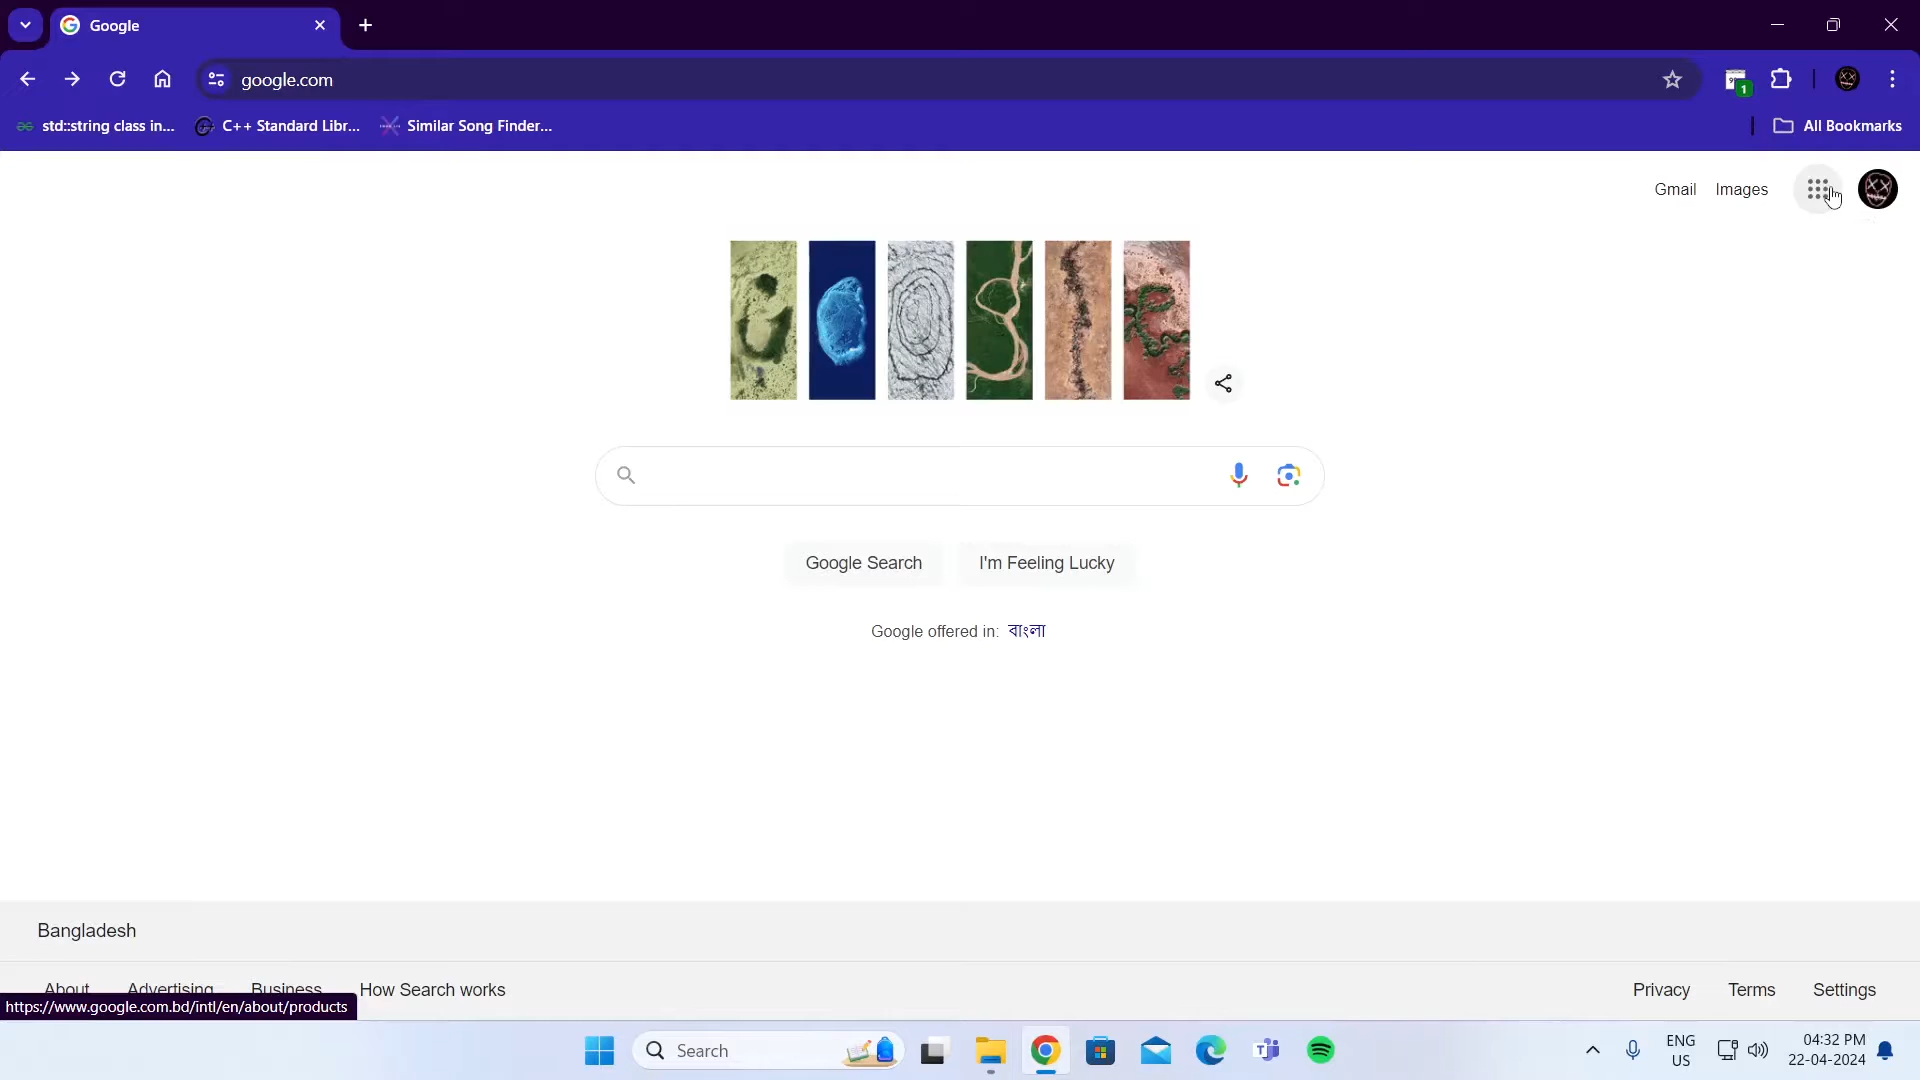 Google
google.com
std::string class in...
C++ Standard Libr...
Similar Song Finder...
All Bookmarks
Gmail Images
Google Search
I'm Feeling Lucky
Google offered in: বাংলা
Bangladesh
About Advertising Business How Search works
Privacy Terms Settings
https://www.google.com.bd/intl/en/about/products
Search
ENG
US
04:32 PM
22-04-2024